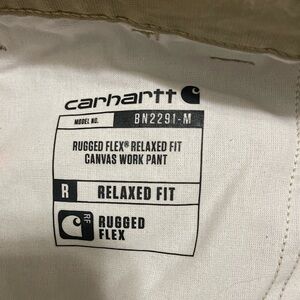 carhartt
MODEL NO. BN2291-M
RUGGED FLEX® RELAXED FIT
CANVAS WORK PANT
R RELAXED FIT
RF RUGGED
FLEX